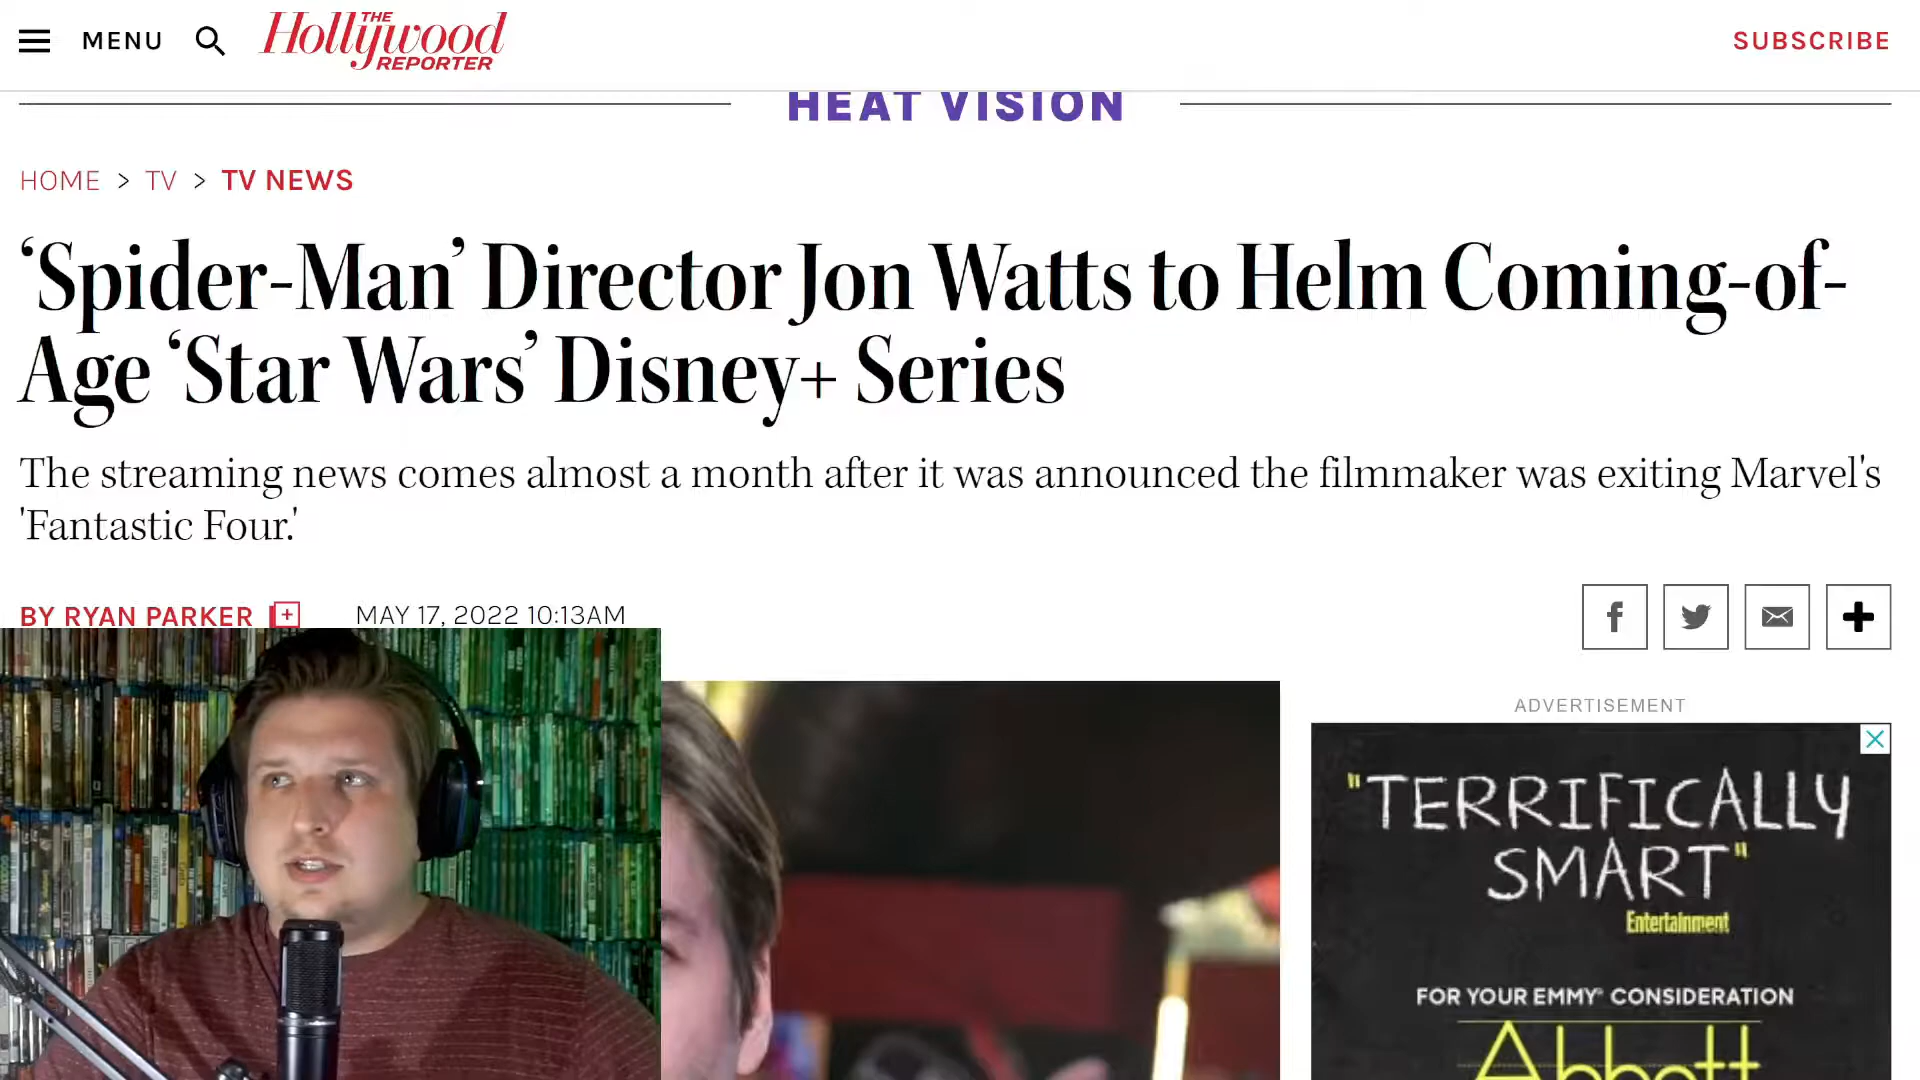 MENU
THE
Hollywood
REPORTER
SUBSCRIBE
HEAT VISION
HOME > TV > TV NEWS
‘Spider-Man’ Director Jon Watts to Helm Coming-of-
Age ‘Star Wars’ Disney+ Series
The streaming news comes almost a month after it was announced the filmmaker was exiting Marvel's
'Fantastic Four.'
BY RYAN PARKER
MAY 17, 2022 10:13AM
ADVERTISEMENT
"TERRIFICALLY
SMART"
Entertainment
FOR YOUR EMMY® CONSIDERATION
Abbott